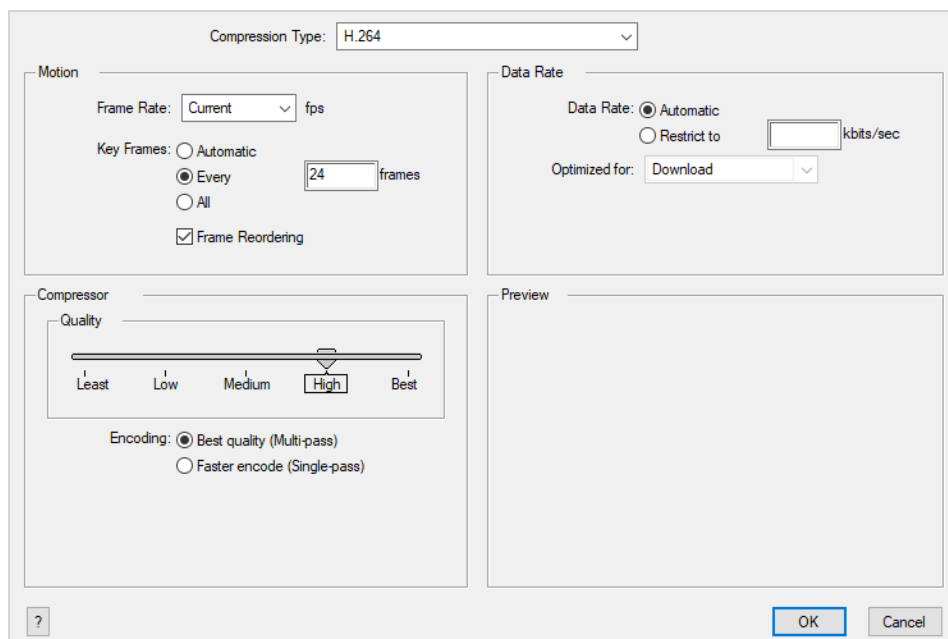 Compression Type: H.264
Motion
Frame Rate: Current fps
Key Frames: Automatic
Every 24 frames
All
Frame Reordering
Data Rate
Data Rate: Automatic
Restrict to kbits/sec
Optimized for: Download
Compressor
Quality
Least Low Medium High Best
Encoding: Best quality (Multi-pass)
Faster encode (Single-pass)
Preview
? OK Cancel